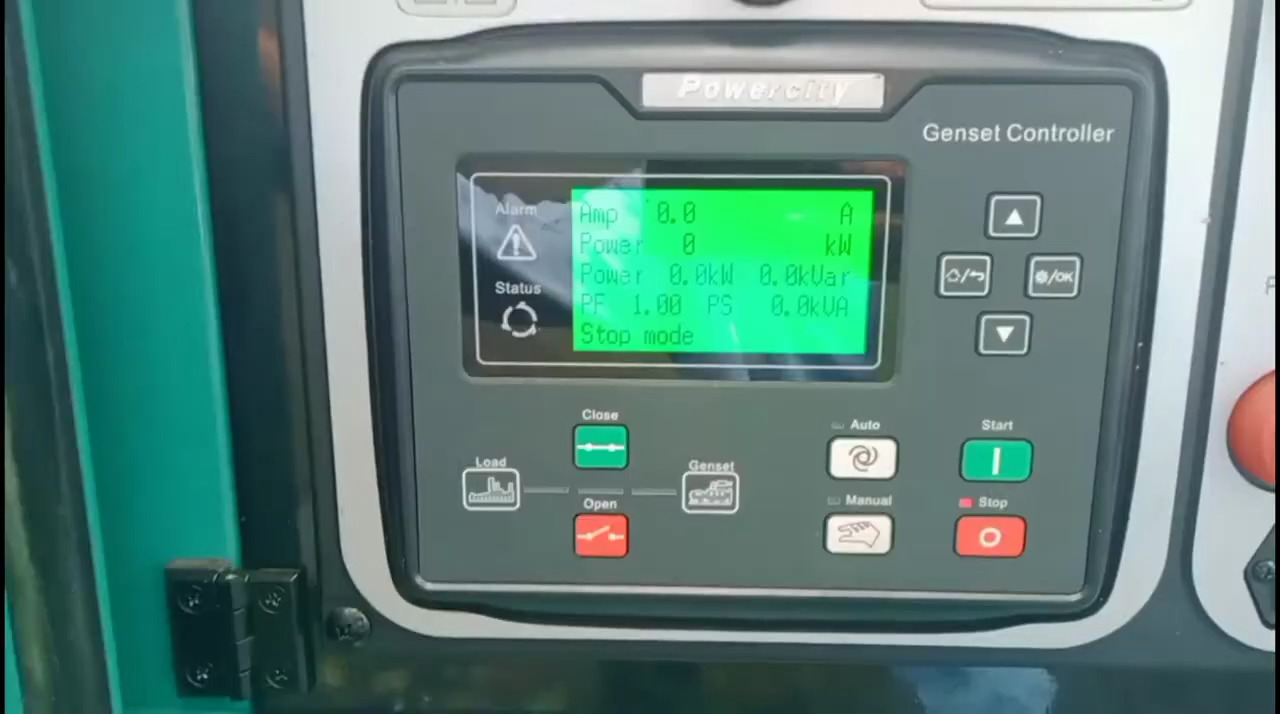 Powercity
Genset Controller
Alarm
Status
Amp 0.0 A
Power 0 kW
Power 0.0kW 0.0kVar
PF 1.00 PS 0.0kVA
Stop mode
/OK
Close
Load
Genset
Open
Auto
Start
Manual
Stop